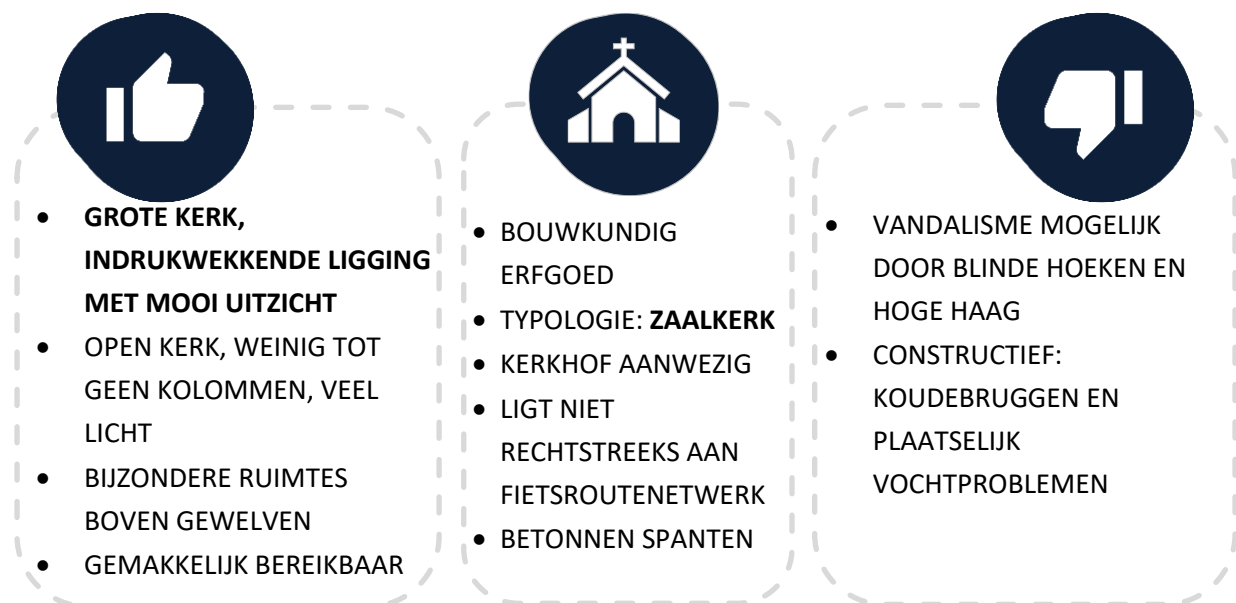 • GROTE KERK,
INDRUKWEKKENDE LIGGING
MET MOOI UITZICHT
• OPEN KERK, WEINIG TOT
GEEN KOLOMMEN, VEEL
LICHT
• BIJZONDERE RUIMTES
BOVEN GEWELVEN
• GEMAKKELIJK BEREIKBAAR
• BOUWKUNDIG
ERFGOED
• TYPOLOGIE: ZAALKERK
• KERKHOF AANWEZIG
• LIGT NIET
RECHTSTREEKS AAN
FIETSROUTENETWERK
• BETONNEN SPANTEN
• VANDALISME MOGELIJK
DOOR BLINDE HOEKEN EN
HOGE HAAG
• CONSTRUCTIEF:
KOUDEBRUGGEN EN
PLAATSELIJK
VOCHTPROBLEMEN